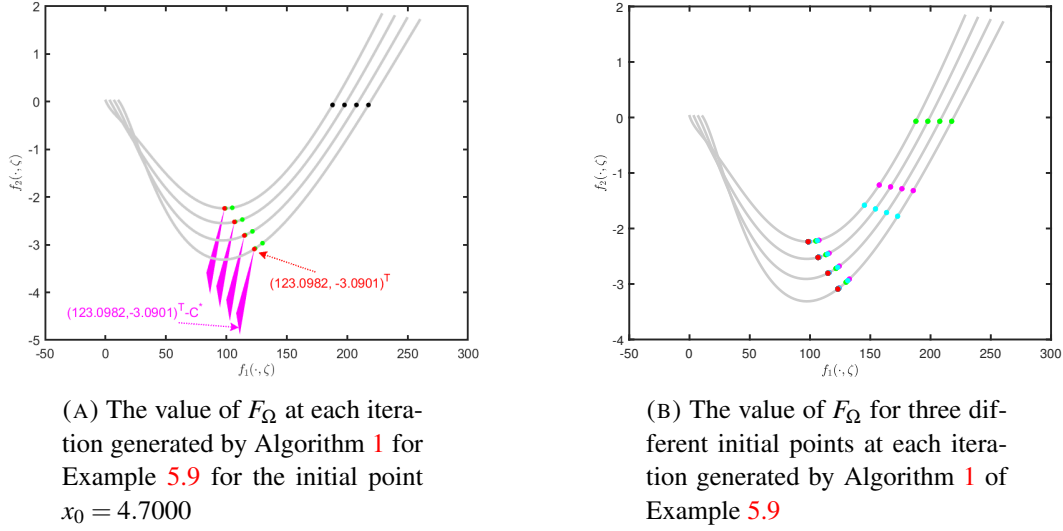 2
1
0
-1
-2
-3
-4
-5
-50
0
50
100
150
200
250
300
f₂(·,ζ)
f₁(·,ζ)
(123.0982, -3.0901)ᵀ
(123.0982,-3.0901)ᵀ-C*
2
1
0
-1
-2
-3
-4
-50
0
50
100
150
200
250
300
f₂(·,ζ)
f₁(·,ζ)
(A) The value of F_Ω at each itera-
tion generated by Algorithm 1 for
Example 5.9 for the initial point
x₀ = 4.7000
(B) The value of F_Ω for three dif-
ferent initial points at each itera-
tion generated by Algorithm 1 of
Example 5.9